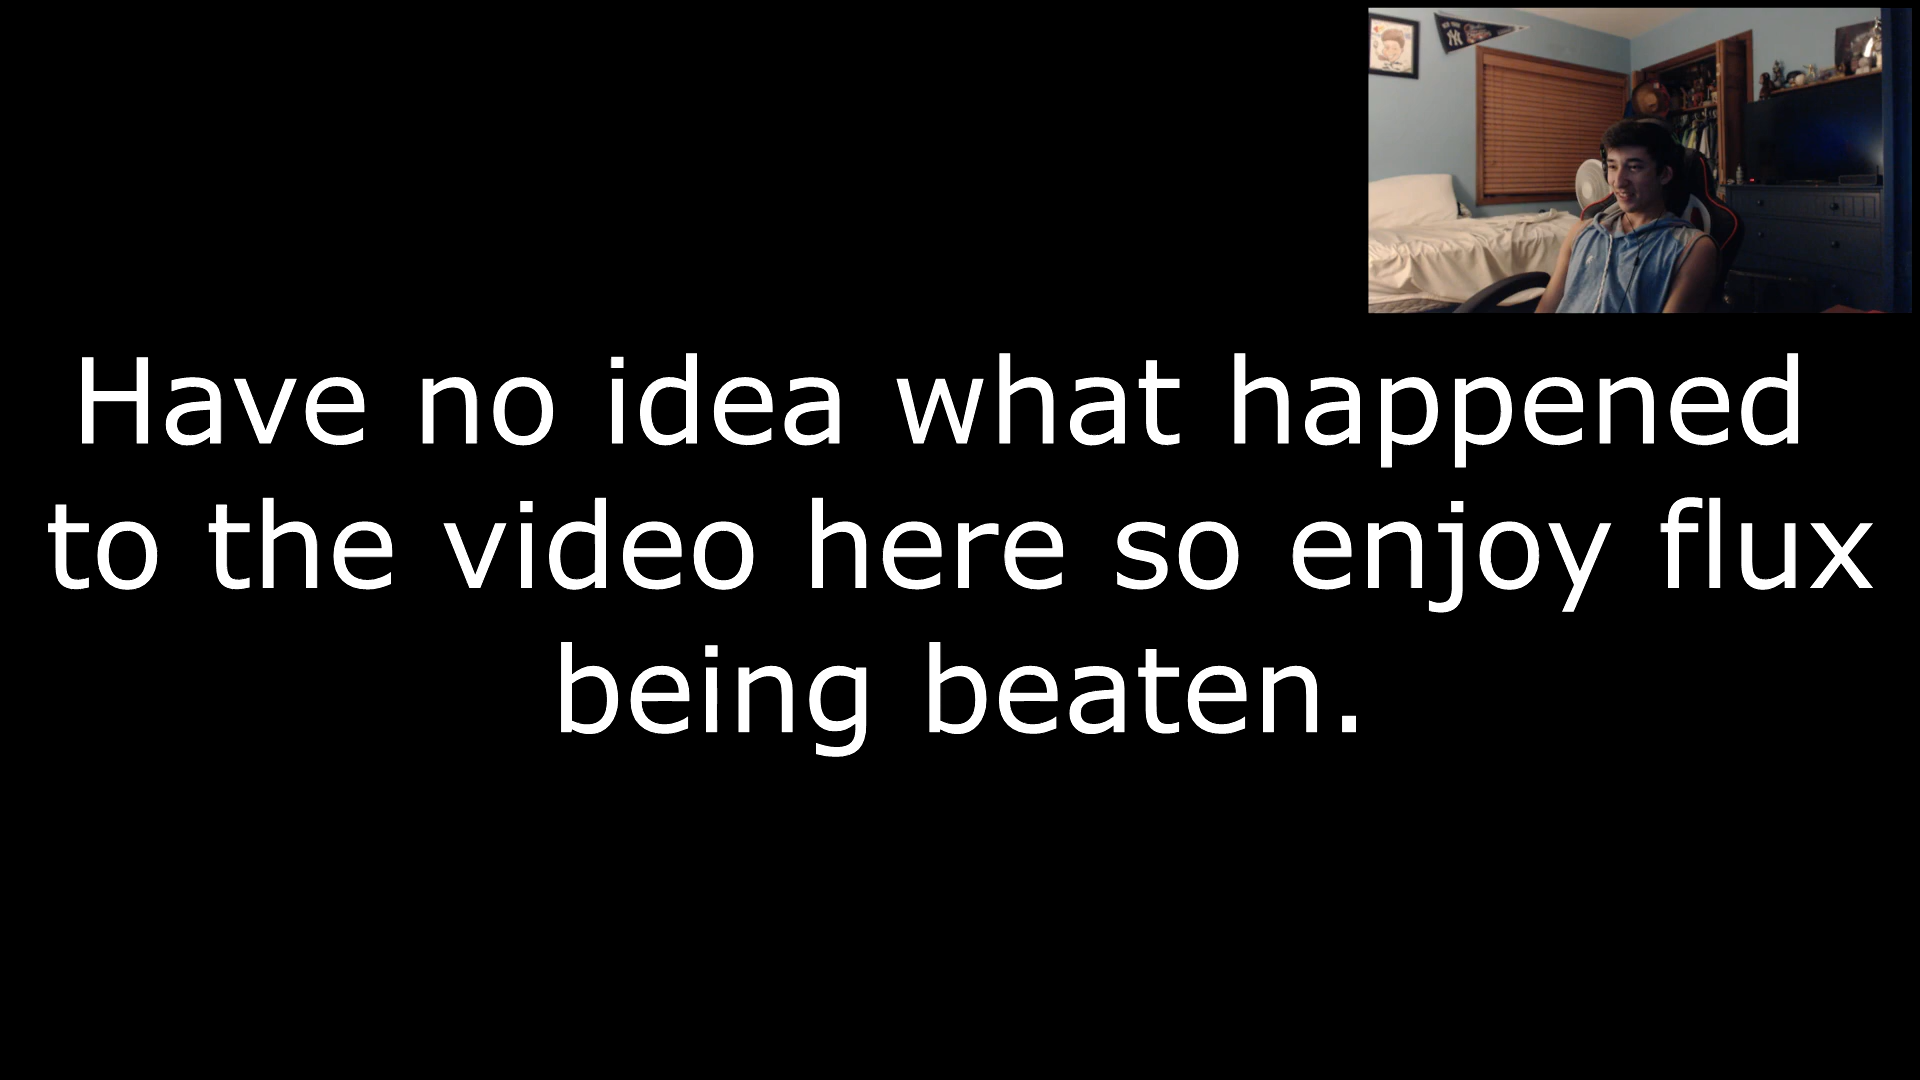 Have no idea what happened
to the video here so enjoy flux
being beaten.